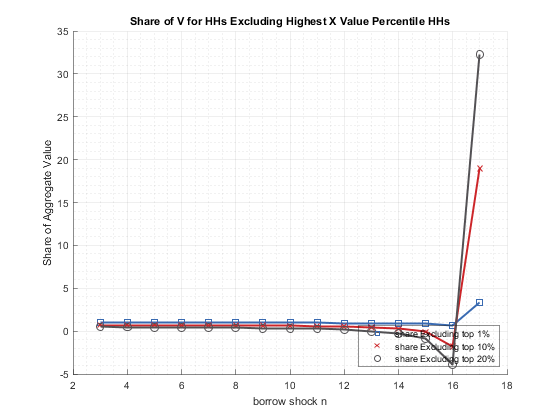 Share of V for HHs Excluding Highest X Value Percentile HHs
Share of Aggregate Value
35
30
25
20
15
10
5
0
-5
2 4 6 8 10 12 14 16 18
borrow shock n
share Excluding top 1%
share Excluding top 10%
share Excluding top 20%